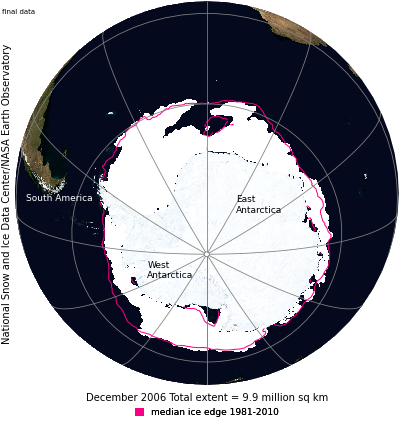 final data
National Snow and Ice Data Center/NASA Earth Observatory
South America
East
Antarctica
West
Antarctica
December 2006 Total extent = 9.9 million sq km
median ice edge 1981-2010